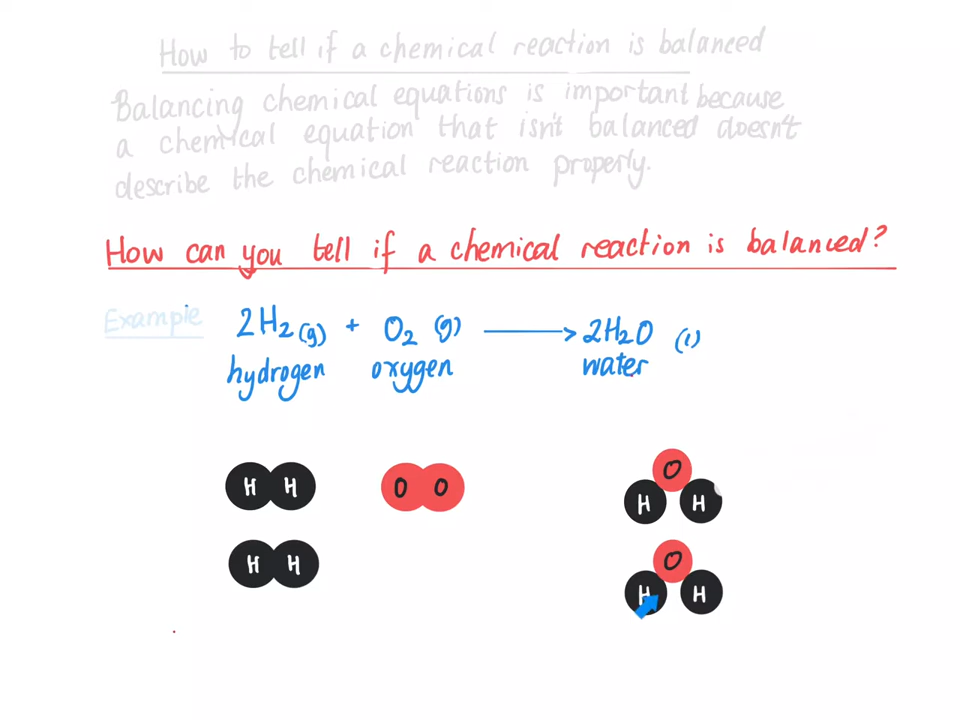 How to tell if a chemical reaction is balanced
Balancing chemical equations is important because
a chemical equation that isn't balanced doesn't
describe the chemical reaction properly.
How can you tell if a chemical reaction is balanced?
Example 2H2(g) + O2 (g) → 2H2O (l)
hydrogen oxygen water
H H O O O
H H
H H O
H H